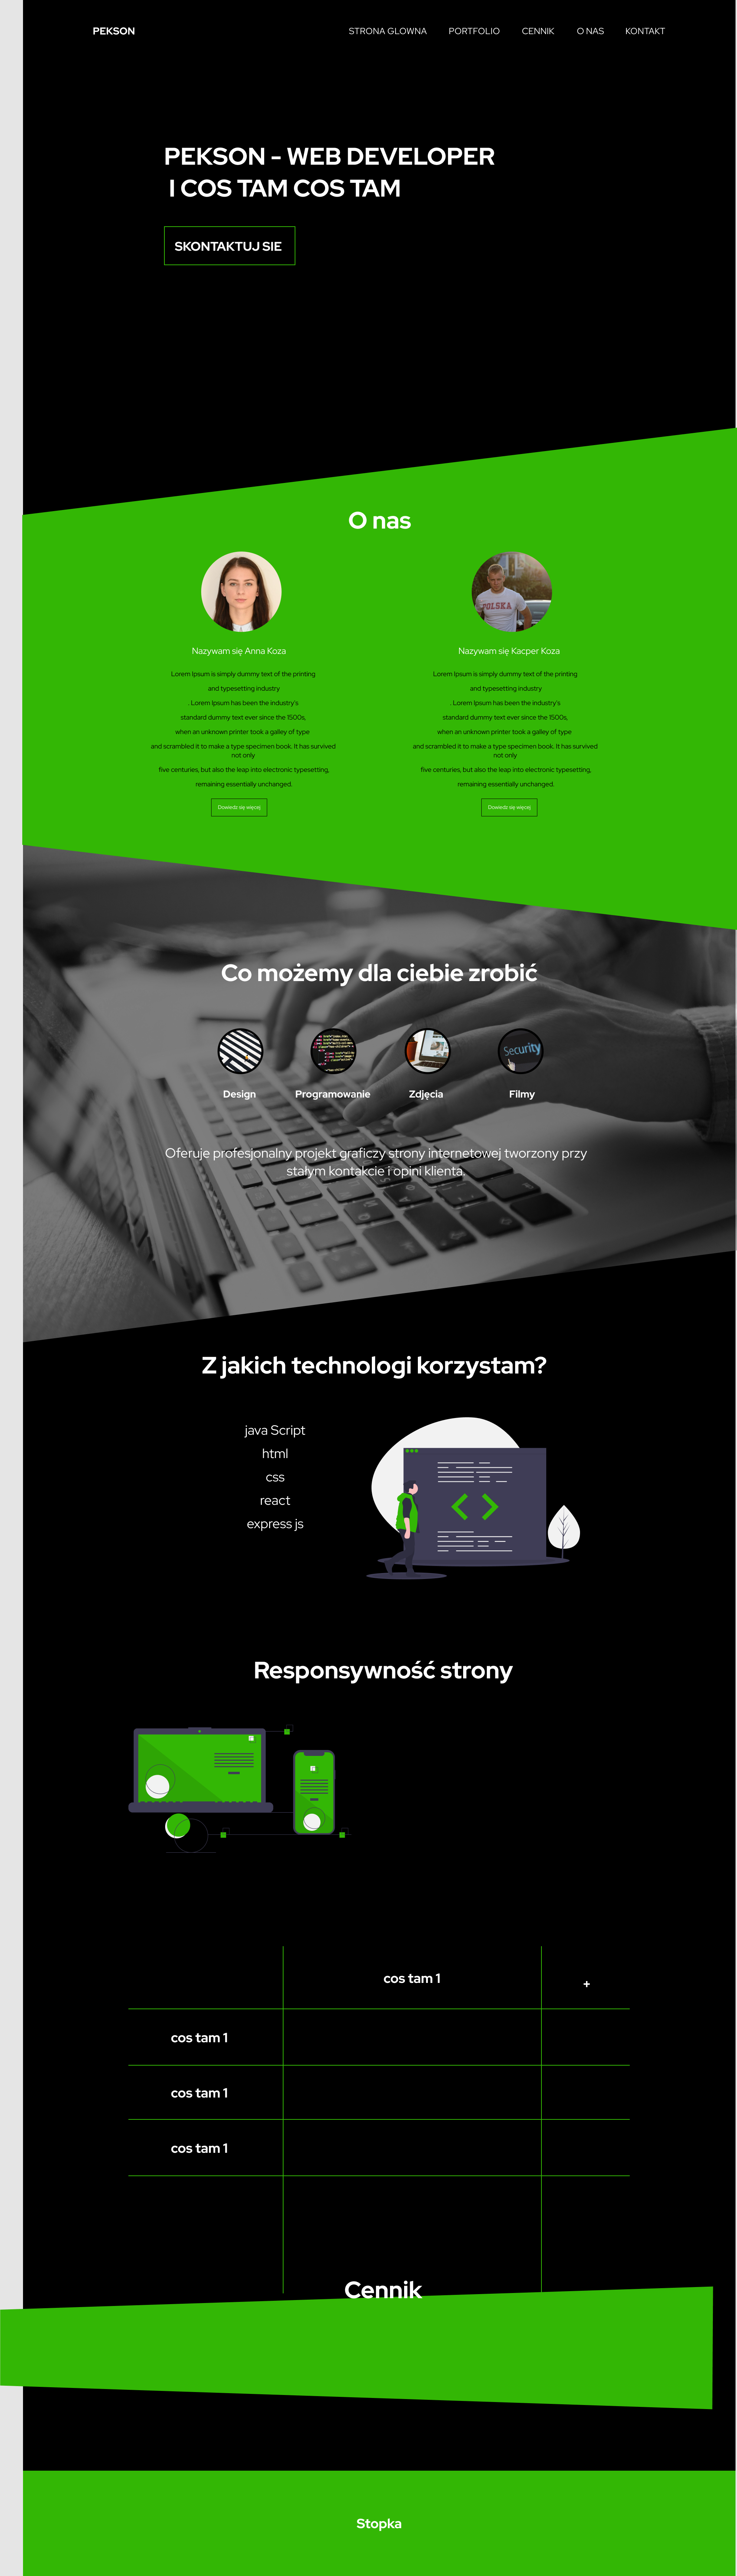 PEKSON
STRONA GLOWNA PORTFOLIO CENNIK O NAS KONTAKT
PEKSON - WEB DEVELOPER
I COS TAM COS TAM
SKONTAKTUJ SIE
O nas
Nazywam się Anna Koza
Lorem Ipsum is simply dummy text of the printing
and typesetting industry
. Lorem Ipsum has been the industry's
standard dummy text ever since the 1500s,
when an unknown printer took a galley of type
and scrambled it to make a type specimen book. It has survived
not only
five centuries, but also the leap into electronic typesetting,
remaining essentially unchanged.
Dowiedz się więcej
POLSKA
Nazywam się Kacper Koza
Lorem Ipsum is simply dummy text of the printing
and typesetting industry
. Lorem Ipsum has been the industry's
standard dummy text ever since the 1500s,
when an unknown printer took a galley of type
and scrambled it to make a type specimen book. It has survived
not only
five centuries, but also the leap into electronic typesetting,
remaining essentially unchanged.
Dowiedz się więcej
Co możemy dla ciebie zrobić
Security
Design
Programowanie
Zdjęcia
Filmy
Oferuje profesjonalny projekt graficzy strony internetowej tworzony przy
stałym kontakcie i opini klienta.
Z jakich technologi korzystam?
java Script
html
css
react
express js
Responsywność strony
cos tam 1
+
cos tam 1
cos tam 1
cos tam 1
Cennik
Stopka